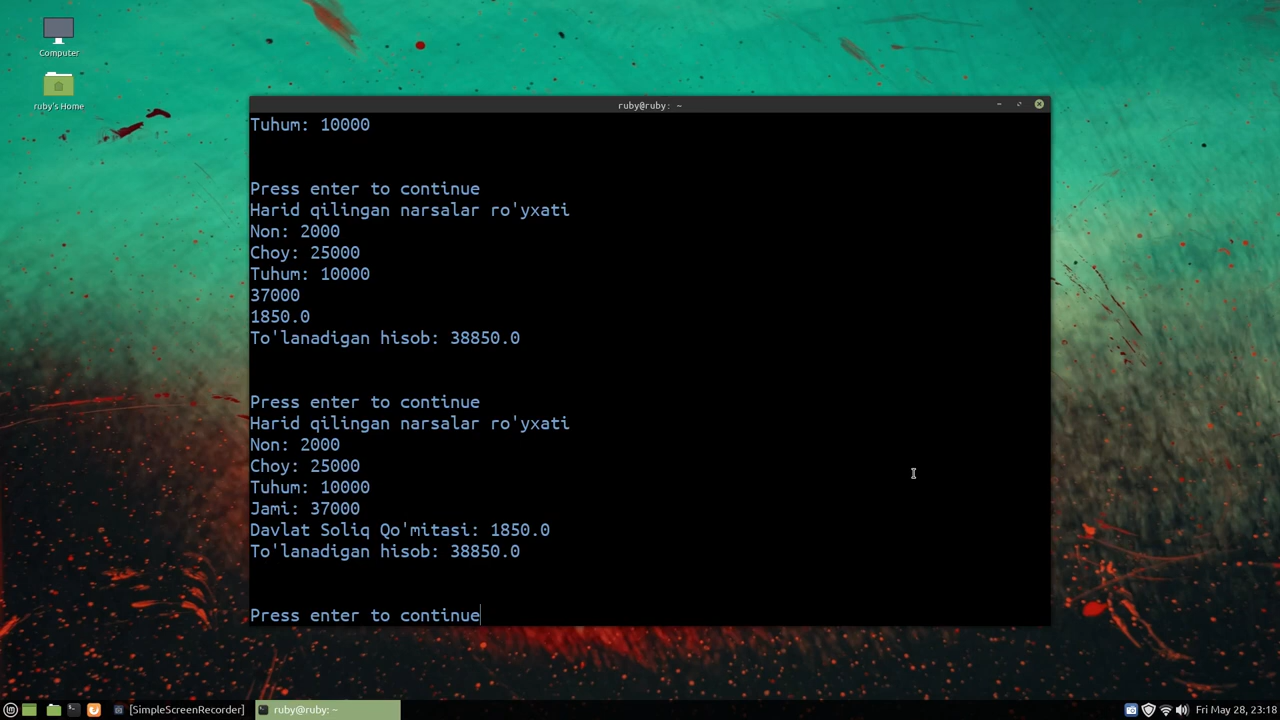 Computer
ruby's Home
ruby@ruby: ~
Tuhum: 10000
Press enter to continue
Harid qilingan narsalar ro'yxati
Non: 2000
Choy: 25000
Tuhum: 10000
37000
1850.0
To'lanadigan hisob: 38850.0
Press enter to continue
Harid qilingan narsalar ro'yxati
Non: 2000
Choy: 25000
Tuhum: 10000
Jami: 37000
Davlat Soliq Qo'mitasi: 1850.0
To'lanadigan hisob: 38850.0
Press enter to continue
[SimpleScreenRecorder]
ruby@ruby: ~
Fri May 28, 23:18